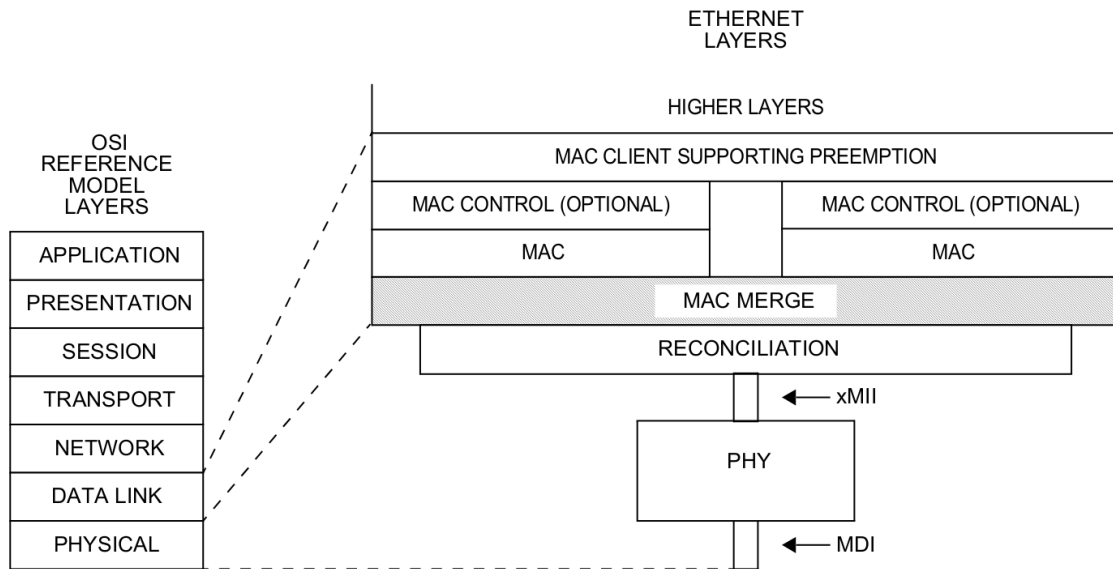 ETHERNET
LAYERS
HIGHER LAYERS
OSI
REFERENCE
MODEL
LAYERS
MAC CLIENT SUPPORTING PREEMPTION
MAC CONTROL (OPTIONAL)
MAC CONTROL (OPTIONAL)
MAC
MAC
MAC MERGE
RECONCILIATION
xMII
PHY
MDI
APPLICATION
PRESENTATION
SESSION
TRANSPORT
NETWORK
DATA LINK
PHYSICAL